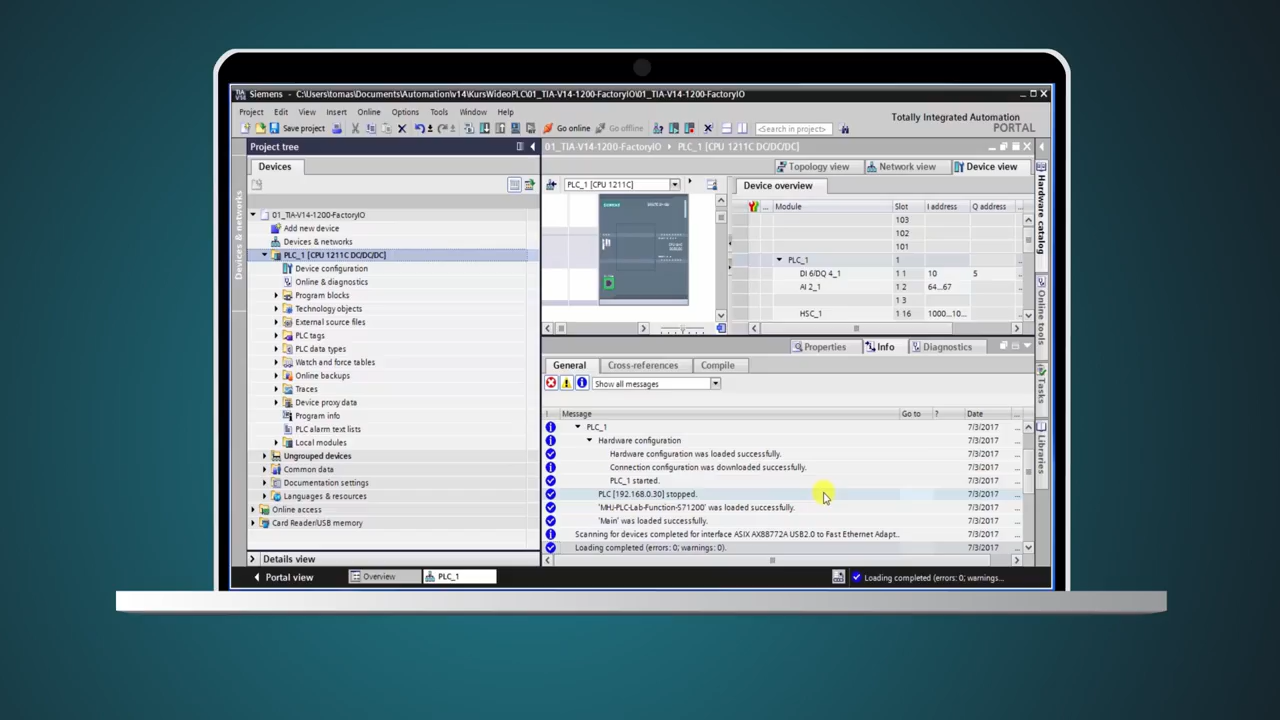 Siemens - C:\Users\tomas\Documents\Automation\v14\KursWideoPLC\01_TIA-V14-1200-FactoryIO\01_TIA-V14-1200-FactoryIO
Project Edit View Insert Online Options Tools Window Help
Totally Integrated Automation
PORTAL
Save project Go online Go offline <Search in project>
Project tree
01_TIA-V14-1200-FactoryIO ▸ PLC_1 [CPU 1211C DC/DC/DC]
Devices
Topology view Network view Device view
PLC_1 [CPU 1211C]
Device overview
Module Slot I address Q address
103
102
101
PLC_1 1
DI 6/DQ 4_1 1 1 10 5
AI 2_1 1 2 64...67
1 3
HSC_1 1 16 1000...10...
01_TIA-V14-1200-FactoryIO
Add new device
Devices & networks
PLC_1 [CPU 1211C DC/DC/DC]
Device configuration
Online & diagnostics
Program blocks
Technology objects
External source files
PLC tags
PLC data types
Watch and force tables
Online backups
Traces
Device proxy data
Program info
PLC alarm text lists
Local modules
Ungrouped devices
Common data
Documentation settings
Languages & resources
Online access
Card Reader/USB memory
Details view
Properties Info Diagnostics
General Cross-references Compile
Show all messages
! Message Go to ? Date
PLC_1 7/3/2017
Hardware configuration 7/3/2017
Hardware configuration was loaded successfully. 7/3/2017
Connection configuration was downloaded successfully. 7/3/2017
PLC_1 started. 7/3/2017
PLC [192.168.0.30] stopped. 7/3/2017
'MHJ-PLC-Lab-Function-S71200' was loaded successfully. 7/3/2017
'Main' was loaded successfully. 7/3/2017
Scanning for devices completed for interface ASIX AX88772A USB2.0 to Fast Ethernet Adapt... 7/3/2017
Loading completed (errors: 0; warnings: 0). 7/3/2017
Portal view Overview PLC_1
Loading completed (errors: 0; warnings...
Devices & networks
Hardware catalog
Online tools
Tasks
Libraries